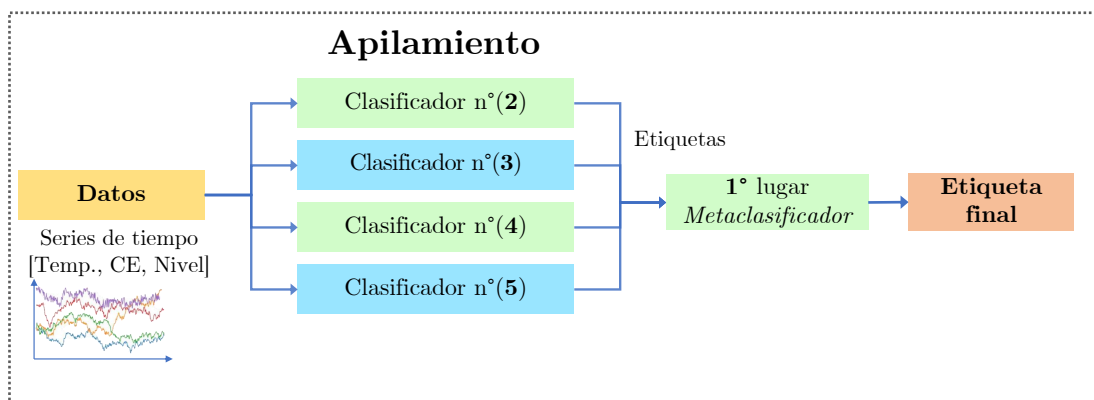 Apilamiento
Clasificador n°(2)
Clasificador n°(3)
Clasificador n°(4)
Clasificador n°(5)
Datos
Series de tiempo
[Temp., CE, Nivel]
Etiquetas
1° lugar
Metaclasificador
Etiqueta
final